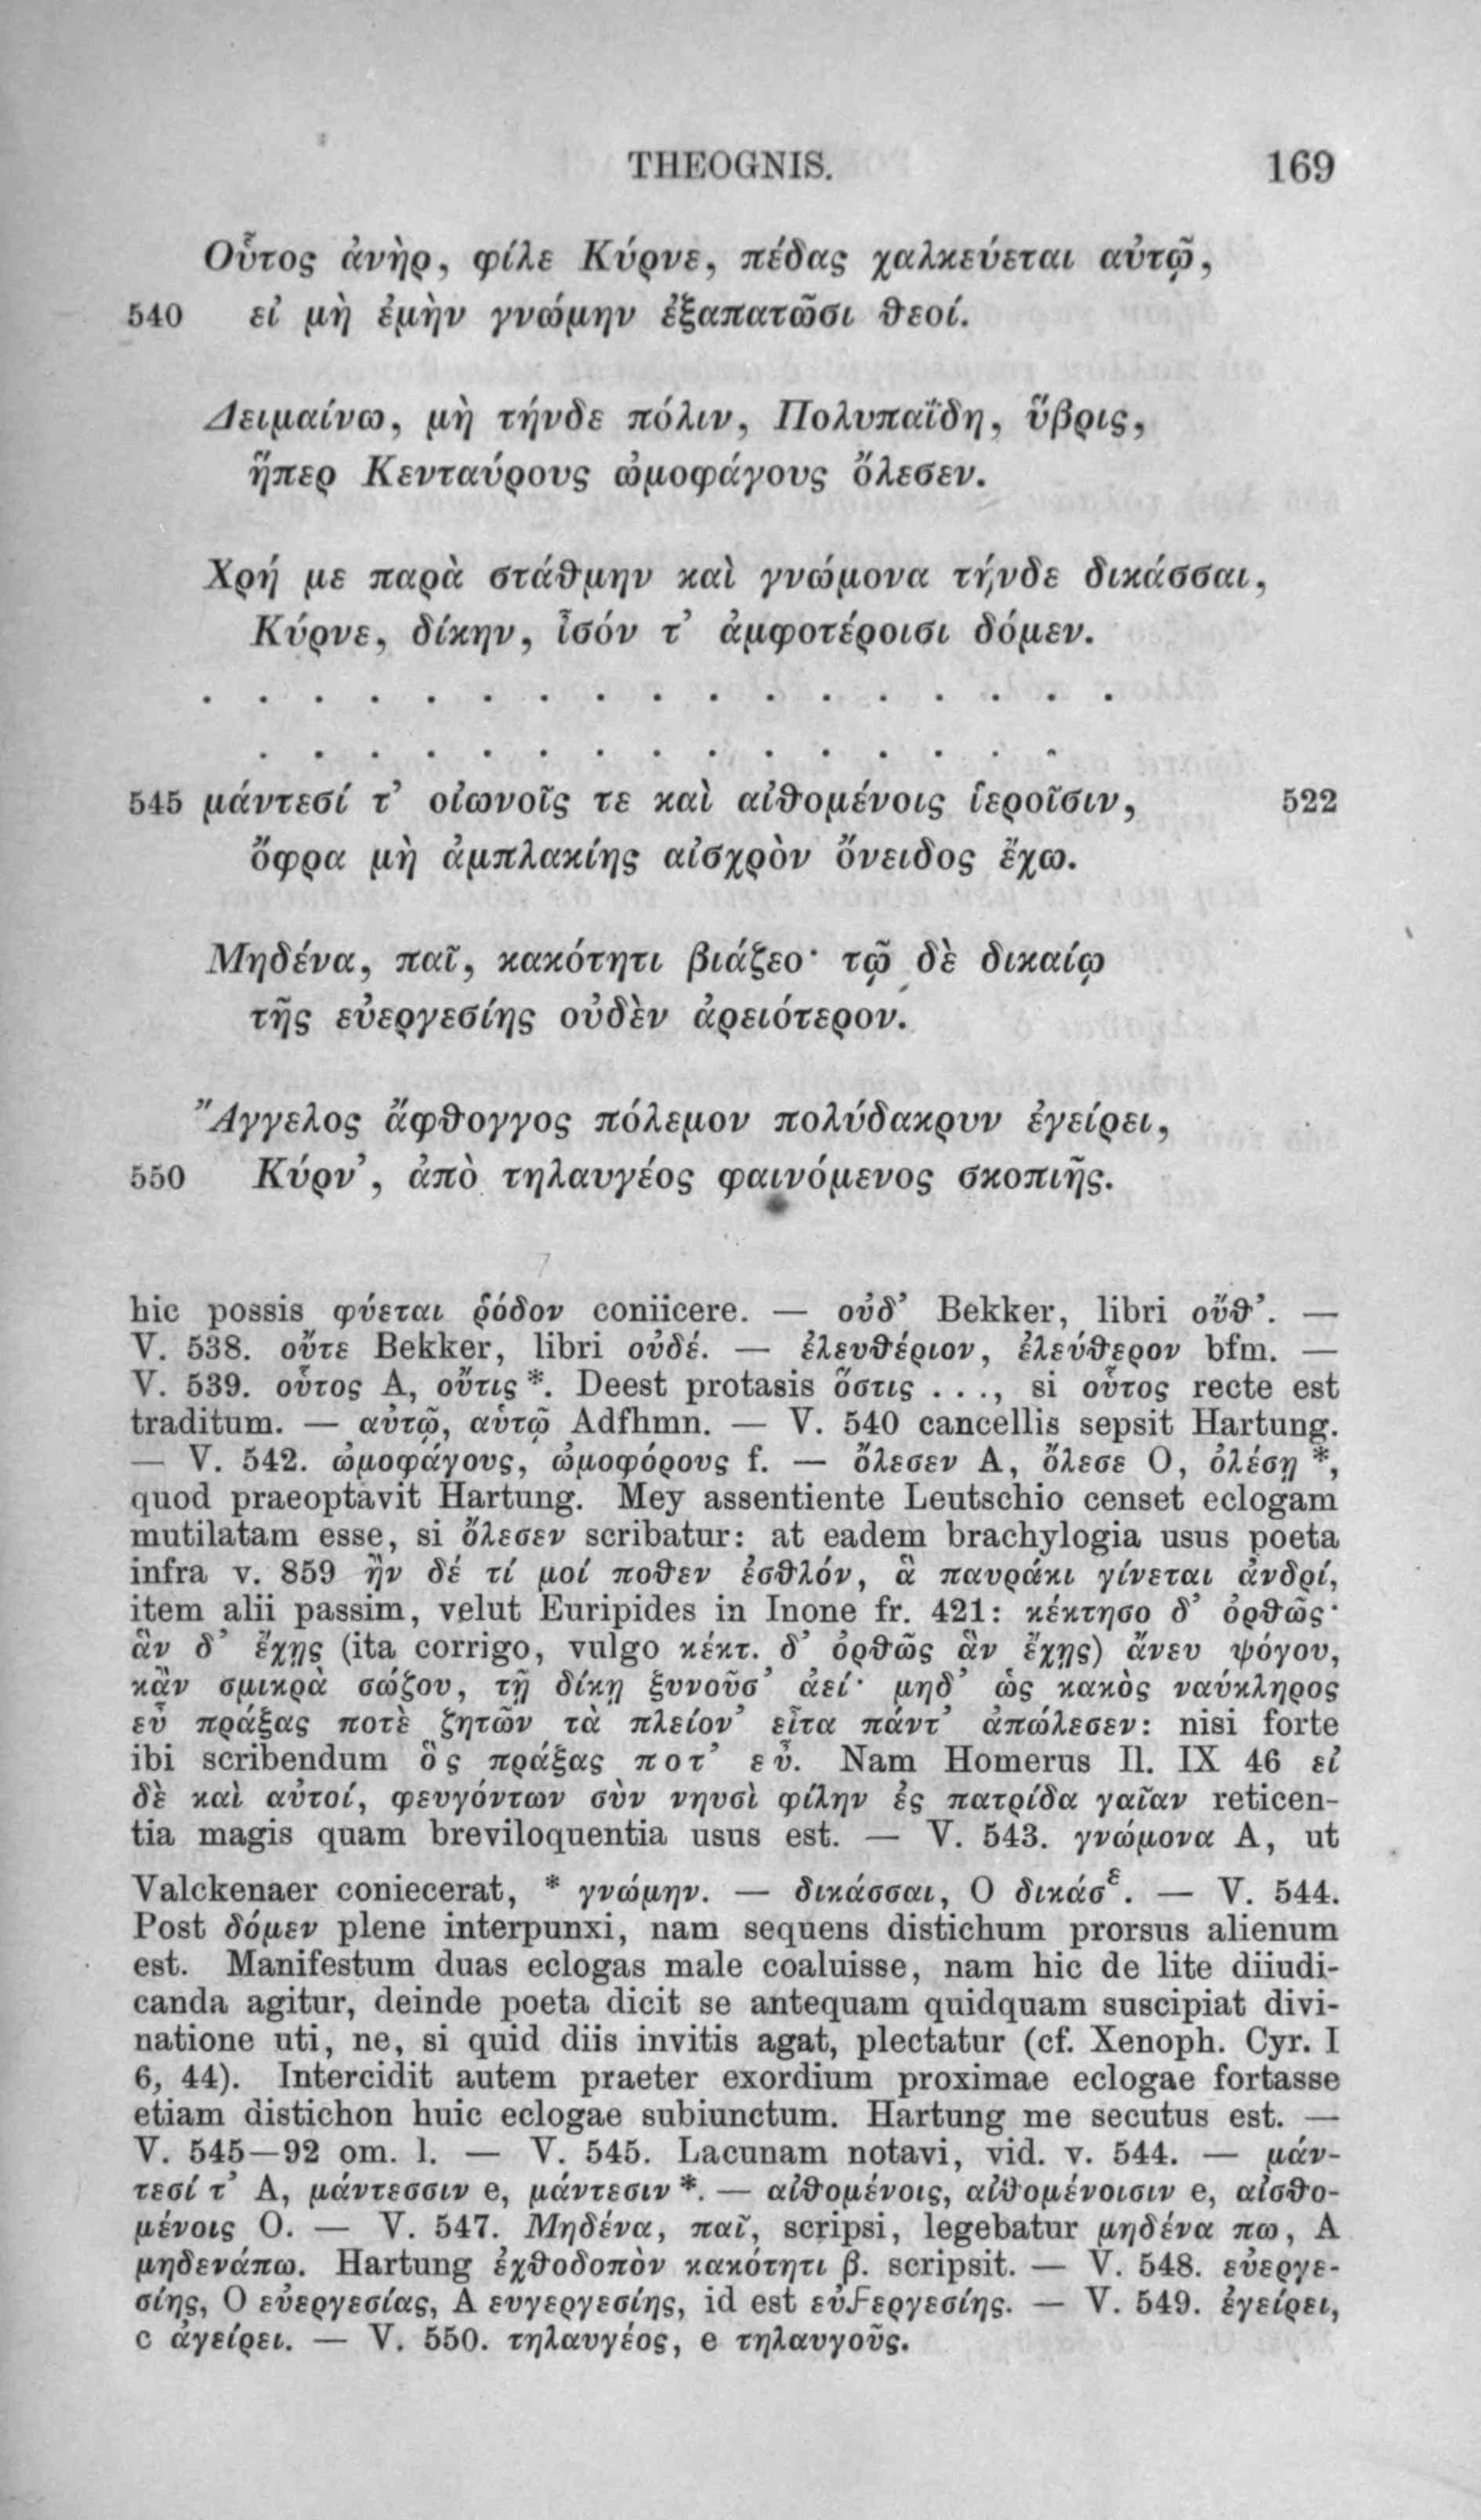 THEOGNIS. 169
Οὗτος ἀνὴρ, φίλε Κύρνε, πέδας χαλκεύεται αὑτῷ,
540 εἰ μὴ ἐμὴν γνώμην ἐξαπατῶσι θεοί.
Δειμαίνω, μὴ τήνδε πόλιν, Πολυπαΐδη, ὕβρις,
ἥπερ Κενταύρους ὠμοφάγους ὄλεσεν.
Χρή με παρὰ στάθμην καὶ γνώμονα τήνδε δικάσσαι,
Κύρνε, δίκην, ἶσόν τ' ἀμφοτέροισι δόμεν.
. . . . . . . . . . . . . . . . .
. . . . . . . . . . . . . . .
545 μάντεσί τ' οἰωνοῖς τε καὶ αἰθομένοις ἱεροῖσιν, 522
ὄφρα μὴ ἀμπλακίης αἰσχρὸν ὄνειδος ἔχω.
Μηδένα, παῖ, κακότητι βιάζεο· τῷ δὲ δικαίῳ
τῆς εὐεργεσίης οὐδὲν ἀρειότερον.
Ἄγγελος ἄφθογγος πόλεμον πολύδακρυν ἐγείρει,
550 Κύρν', ἀπὸ τηλαυγέος φαινόμενος σκοπιῆς.
hic possis φύεται ῥόδον coniicere. — οὐδ' Bekker, libri οὔθ'. —
V. 538. οὔτε Bekker, libri οὐδέ. — ἐλευθέριον, ἐλεύθερον bfm. —
V. 539. οὗτος A, οὔτις *. Deest protasis ὅστις . . ., si οὗτος recte est
traditum. — αὑτῷ, αὐτῷ Adfhmn. — V. 540 cancellis sepsit Hartung.
— V. 542. ὠμοφάγους, ὠμοφόρους f. — ὄλεσεν A, ὄλεσε O, ὀλέσῃ *,
quod praeoptavit Hartung. Mey assentiente Leutschio censet eclogam
mutilatam esse, si ὄλεσεν scribatur: at eadem brachylogia usus poeta
infra v. 859 ἢν δέ τί μοί ποθεν ἐσθλόν, ἃ παυράκι γίνεται ἀνδρί,
item alii passim, velut Euripides in Inone fr. 421: κέκτησο δ' ὀρθῶς·
ἂν δ' ἔχῃς (ita corrigo, vulgo κέκτ. δ' ὀρθῶς ἂν ἔχῃς) ἄνευ ψόγου,
κἂν σμικρὰ σώζου, τῇ δίκῃ ξυνοῦσ' ἀεί· μηδ' ὡς κακὸς ναύκληρος
εὖ πράξας ποτὲ ζητῶν τὰ πλείον' εἶτα πάντ' ἀπώλεσεν: nisi forte
ibi scribendum ὃς πράξας ποτ' εὖ. Nam Homerus Il. IX 46 εἰ
δὲ καὶ αὐτοί, φευγόντων σὺν νηυσὶ φίλην ἐς πατρίδα γαῖαν reticen-
tia magis quam breviloquentia usus est. — V. 543. γνώμονα A, ut
Valckenaer coniecerat, * γνώμην. — δικάσσαι, O δικάσ^ε. — V. 544.
Post δόμεν plene interpunxi, nam sequens distichum prorsus alienum
est. Manifestum duas eclogas male coaluisse, nam hic de lite diiudi-
canda agitur, deinde poeta dicit se antequam quidquam suscipiat divi-
natione uti, ne, si quid diis invitis agat, plectatur (cf. Xenoph. Cyr. I
6, 44). Intercidit autem praeter exordium proximae eclogae fortasse
etiam distichon huic eclogae subiunctum. Hartung me secutus est. —
V. 545—92 om. l. — V. 545. Lacunam notavi, vid. v. 544. — μάν-
τεσί τ' A, μάντεσσιν e, μάντεσιν *. — αἰθομένοις, αἰθομένοισιν e, αἰσθο-
μένοις O. — V. 547. Μηδένα, παῖ, scripsi, legebatur μηδένα πω, A
μηδενάπω. Hartung ἐχθοδοπὸν κακότητι β. scripsit. — V. 548. εὐεργε-
σίης, O εὐεργεσίας, A ευγεργεσίης, id est εὐϝεργεσίης. — V. 549. ἐγείρει,
c ἀγείρει. — V. 550. τηλαυγέος, e τηλαυγοῦς.